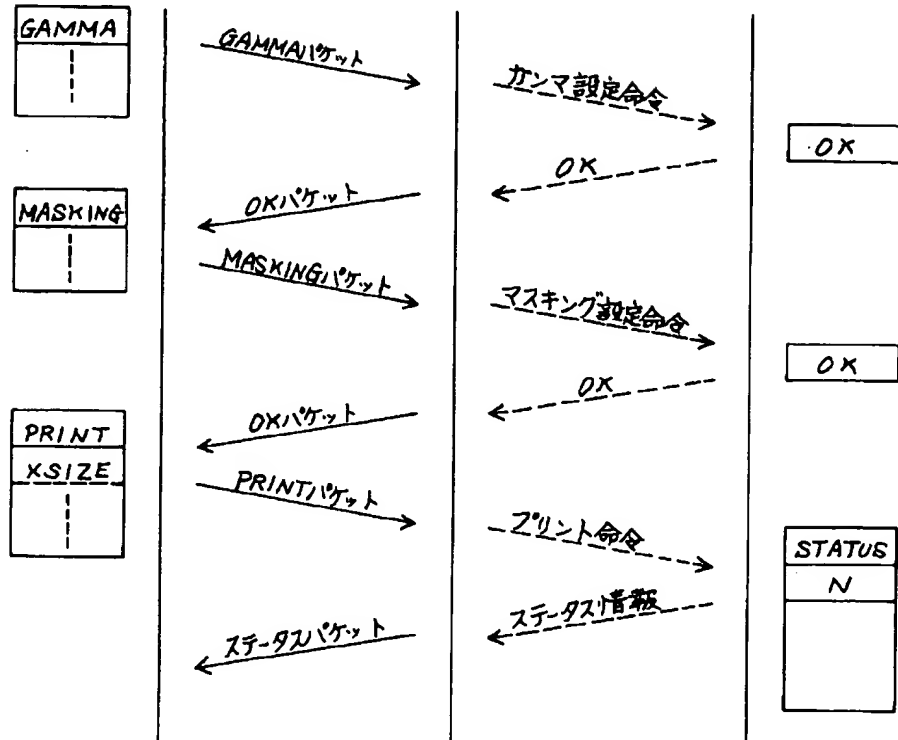 GAMMA
GAMMAパケット
ガンマ設定命令
OK
OK
OKパケット
MASKING
MASKINGパケット
マスキング設定命令
OK
OK
OKパケット
PRINT
XSIZE
PRINTパケット
プリント命令
STATUS
N
ステータス情報
ステータスパケット